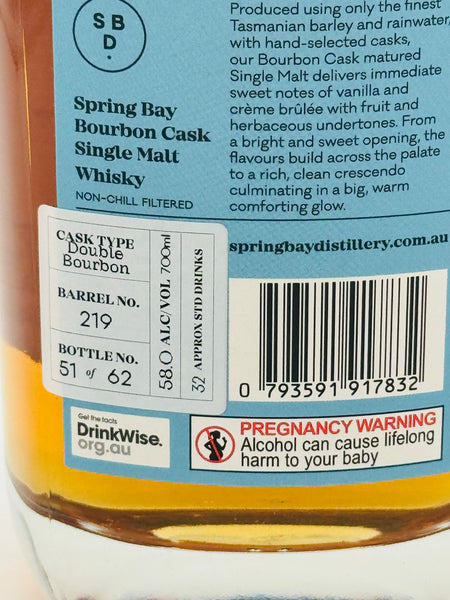 S B
D
Produced using only the finest
Tasmanian barley and rainwater,
with hand-selected casks,
our Bourbon Cask matured
Single Malt delivers immediate
sweet notes of vanilla and
crème brûlée with fruit and
herbaceous undertones. From
a bright and sweet opening, the
flavours build across the palate
to a rich, clean crescendo
culminating in a big, warm
comforting glow.
Spring Bay
Bourbon Cask
Single Malt
Whisky
NON-CHILL FILTERED
springbaydistillery.com.au
CASK TYPE
Double
Bourbon
BARREL NO.
219
BOTTLE NO.
51 of 62
58.0 ALC/VOL 700ml
32 APPROX STD DRINKS
0 793591 917832
Get the facts
DrinkWise.
org.au
PREGNANCY WARNING
Alcohol can cause lifelong
harm to your baby